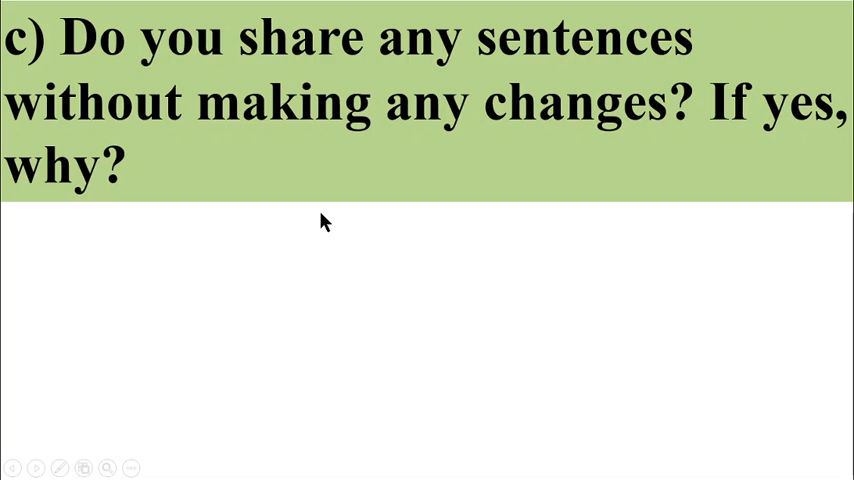 c) Do you share any sentences
without making any changes? If yes,
why?